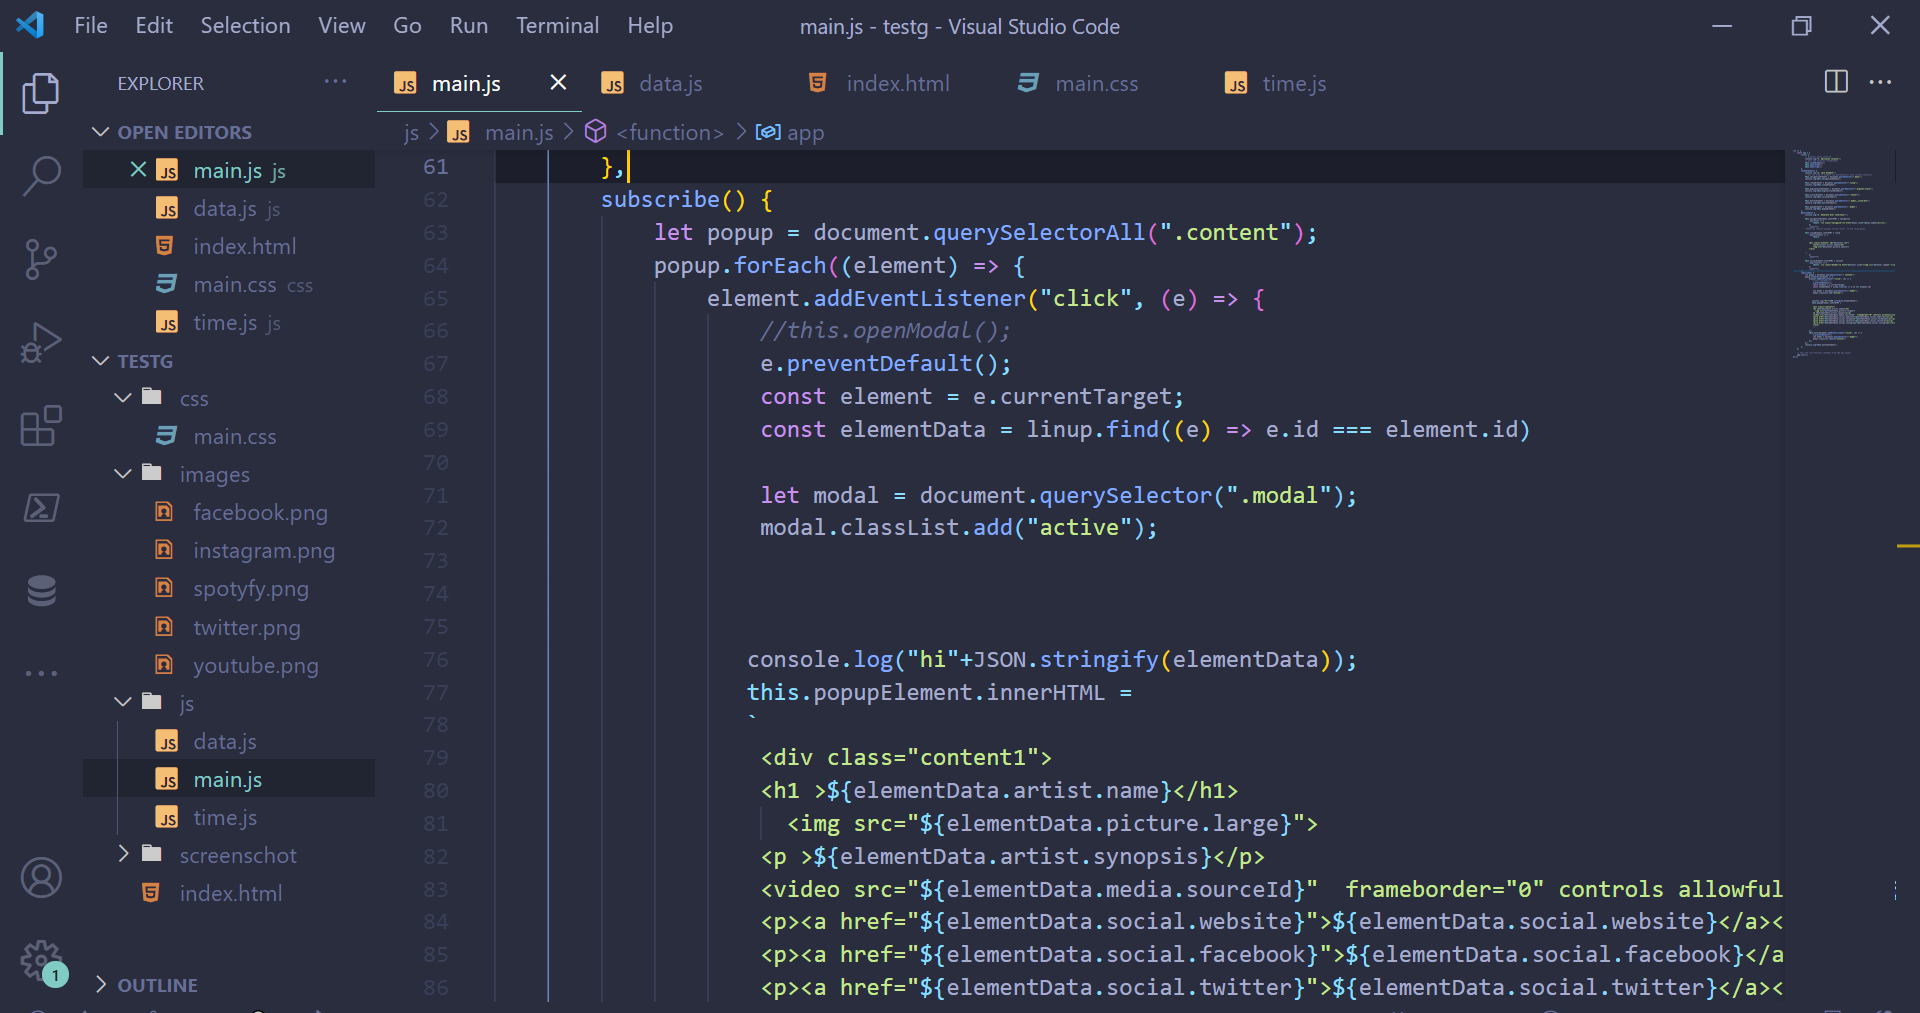 File Edit Selection View Go Run Terminal Help
main.js - testg - Visual Studio Code
EXPLORER
OPEN EDITORS
main.js js
data.js js
index.html
main.css css
time.js js
TESTG
css
main.css
images
facebook.png
instagram.png
spotyfy.png
twitter.png
youtube.png
js
data.js
main.js
time.js
screenschot
index.html
OUTLINE
1
main.js data.js index.html main.css time.js
js > main.js > <function> > app
61 },
62 subscribe() {
63 let popup = document.querySelectorAll(".content");
64 popup.forEach((element) => {
65 element.addEventListener("click", (e) => {
66 //this.openModal();
67 e.preventDefault();
68 const element = e.currentTarget;
69 const elementData = linup.find((e) => e.id === element.id)
70
71 let modal = document.querySelector(".modal");
72 modal.classList.add("active");
73
74
75
76 console.log("hi"+JSON.stringify(elementData));
77 this.popupElement.innerHTML =
78 `
79 <div class="content1">
80 <h1 >${elementData.artist.name}</h1>
81 <img src="${elementData.picture.large}">
82 <p >${elementData.artist.synopsis}</p>
83 <video src="${elementData.media.sourceId}"  frameborder="0" controls allowful
84 <p><a href="${elementData.social.website}">${elementData.social.website}</a><
85 <p><a href="${elementData.social.facebook}">${elementData.social.facebook}</a
86 <p><a href="${elementData.social.twitter}">${elementData.social.twitter}</a><